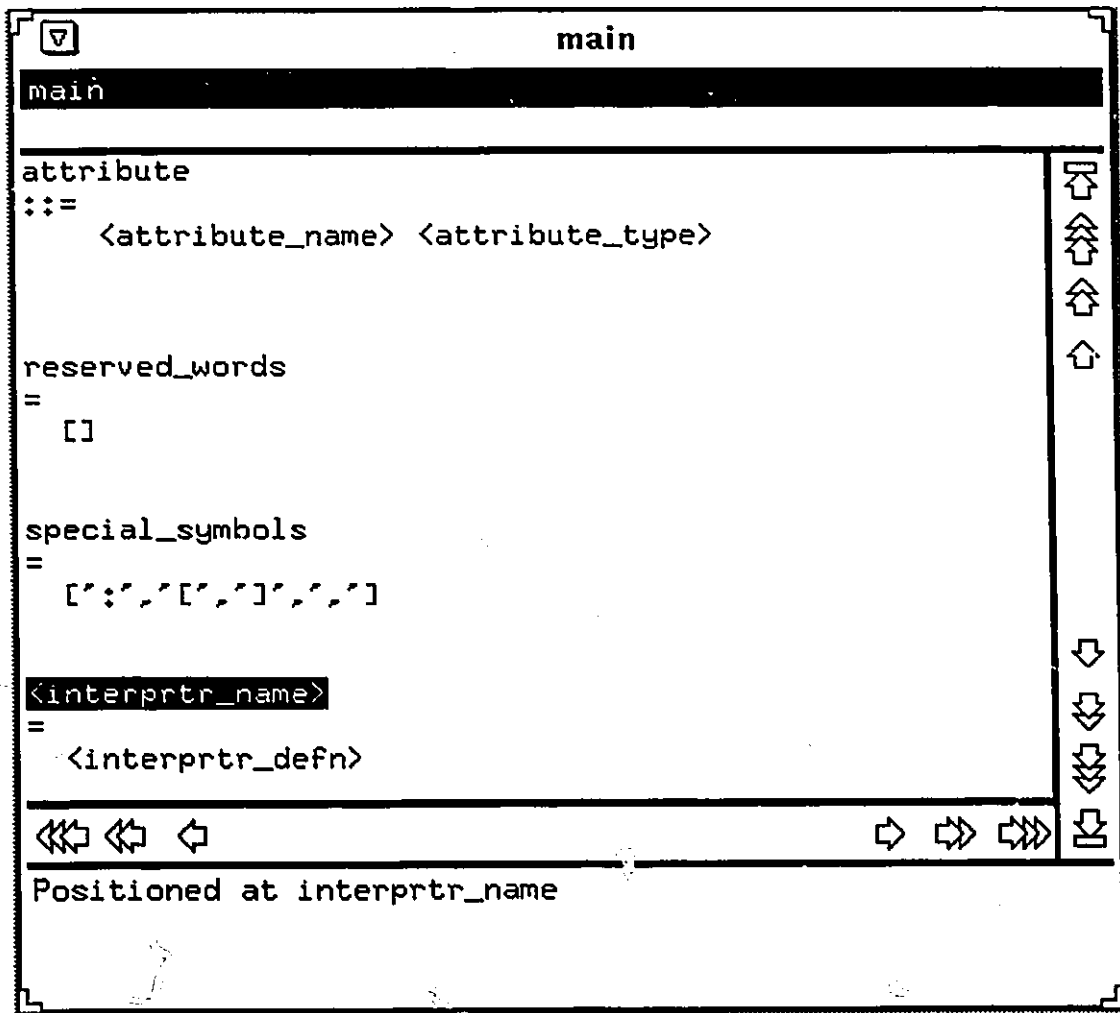 main
main
attribute
::=
<attribute_name> <attribute_type>
reserved_words
=
[]
special_symbols
=
[":","[","]",","]
<interprtr_name>
=
<interprtr_defn>
Positioned at interprtr_name